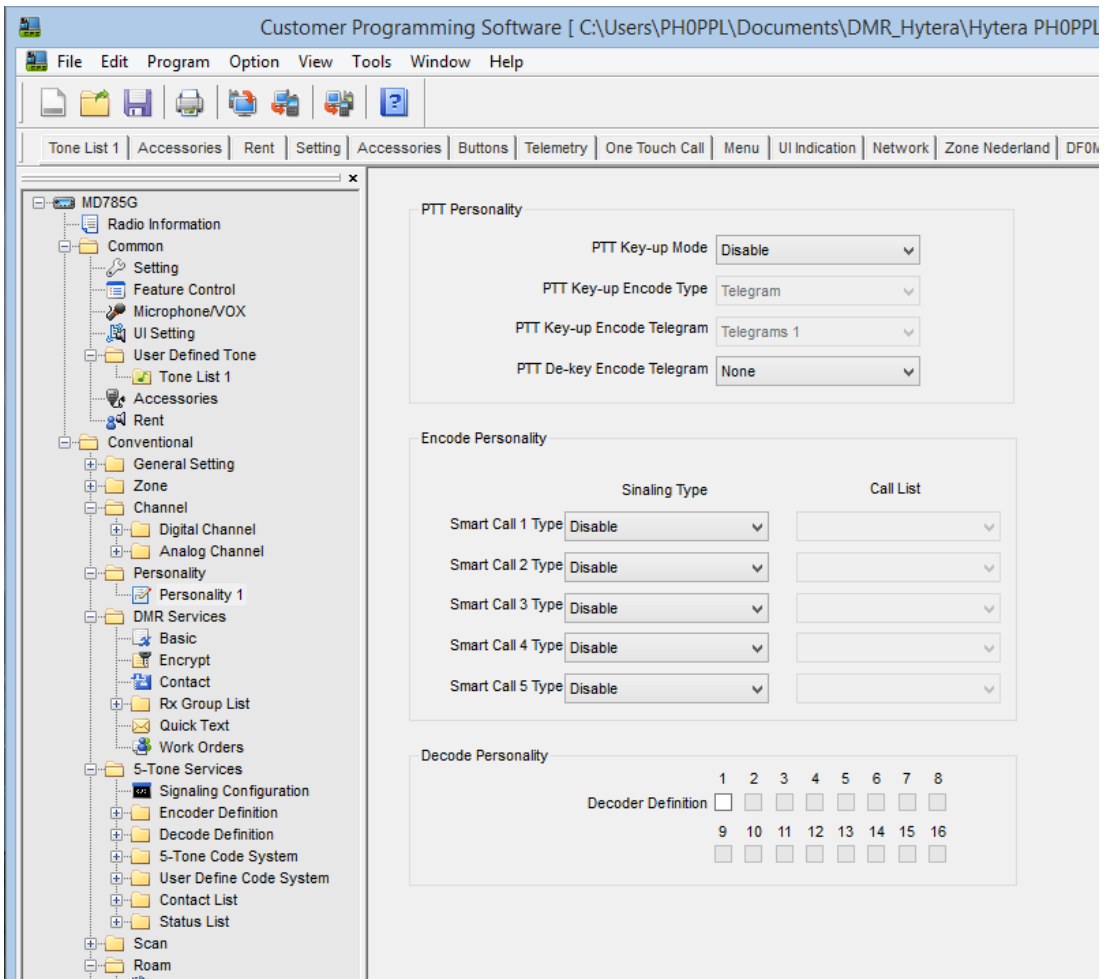 Customer Programming Software [ C:\Users\PH0PPL\Documents\DMR_Hytera\Hytera PH0PPL
File Edit Program Option View Tools Window Help
Tone List 1 Accessories Rent Setting Accessories Buttons Telemetry One Touch Call Menu UI Indication Network Zone Nederland DF0M
MD785G
Radio Information
Common
Setting
Feature Control
Microphone/VOX
UI Setting
User Defined Tone
Tone List 1
Accessories
Rent
Conventional
General Setting
Zone
Channel
Digital Channel
Analog Channel
Personality
Personality 1
DMR Services
Basic
Encrypt
Contact
Rx Group List
Quick Text
Work Orders
5-Tone Services
Signaling Configuration
Encoder Definition
Decode Definition
5-Tone Code System
User Define Code System
Contact List
Status List
Scan
Roam
PTT Personality
PTT Key-up Mode Disable
PTT Key-up Encode Type Telegram
PTT Key-up Encode Telegram Telegrams 1
PTT De-key Encode Telegram None
Encode Personality
Sinaling Type Call List
Smart Call 1 Type Disable
Smart Call 2 Type Disable
Smart Call 3 Type Disable
Smart Call 4 Type Disable
Smart Call 5 Type Disable
Decode Personality
1 2 3 4 5 6 7 8
Decoder Definition
9 10 11 12 13 14 15 16